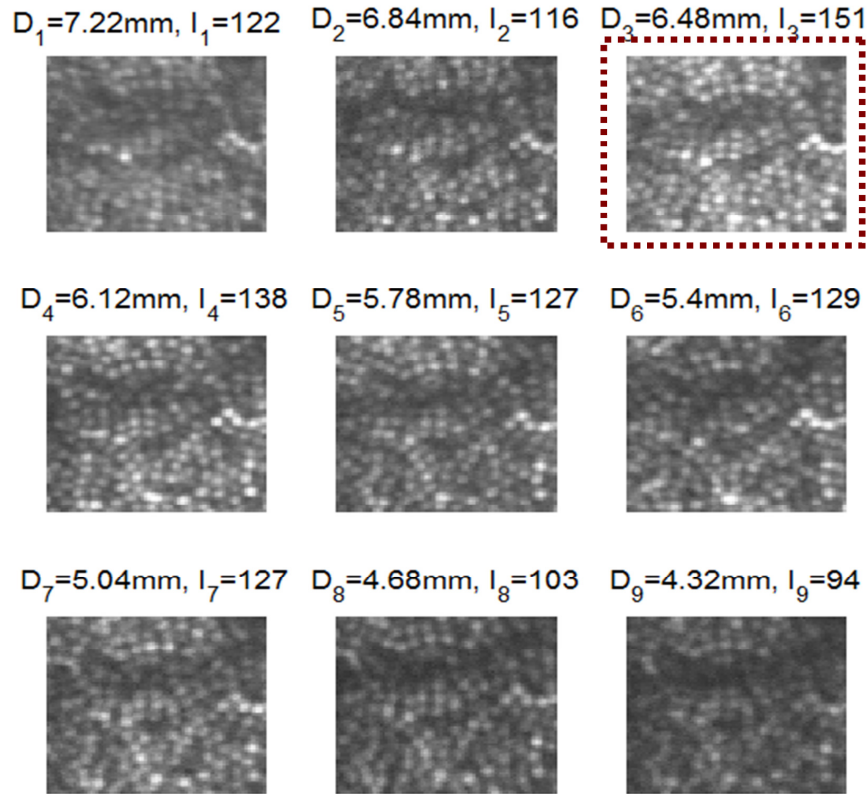 D1=7.22mm, I1=122 D2=6.84mm, I2=116 D3=6.48mm, I3=151
D4=6.12mm, I4=138 D5=5.78mm, I5=127 D6=5.4mm, I6=129
D7=5.04mm, I7=127 D8=4.68mm, I8=103 D9=4.32mm, I9=94